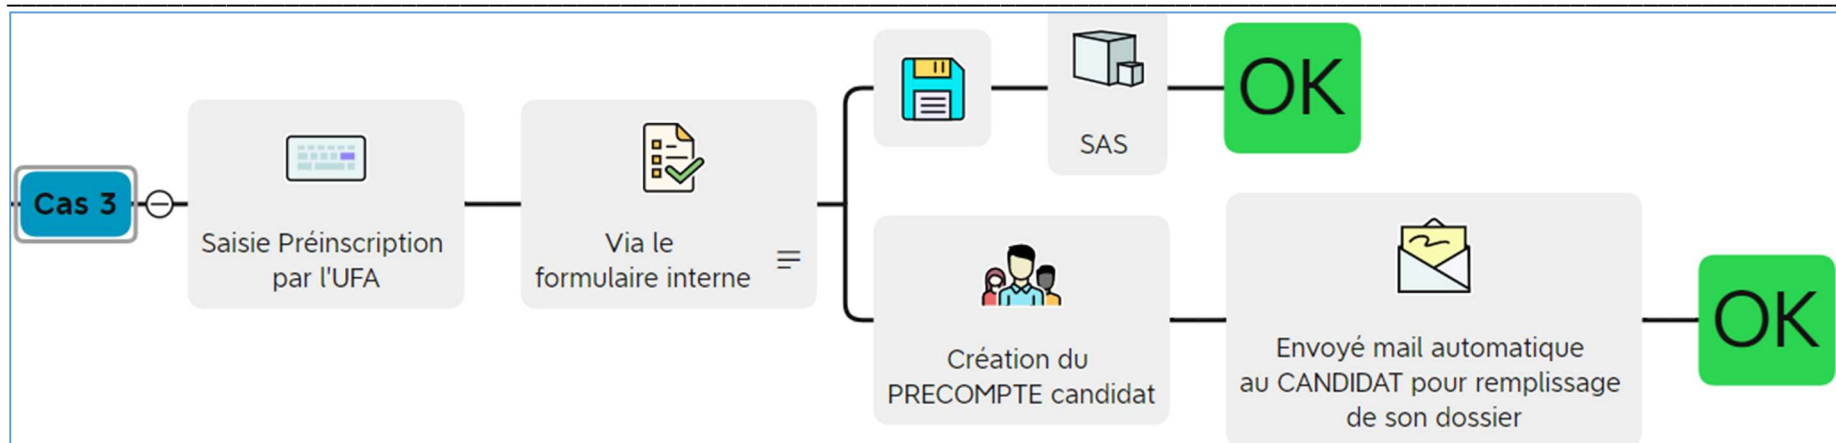 Cas 3
Saisie Préinscription
par l'UFA
Via le
formulaire interne
SAS
OK
Création du
PRECOMPTE candidat
Envoyé mail automatique
au CANDIDAT pour remplissage
de son dossier
OK